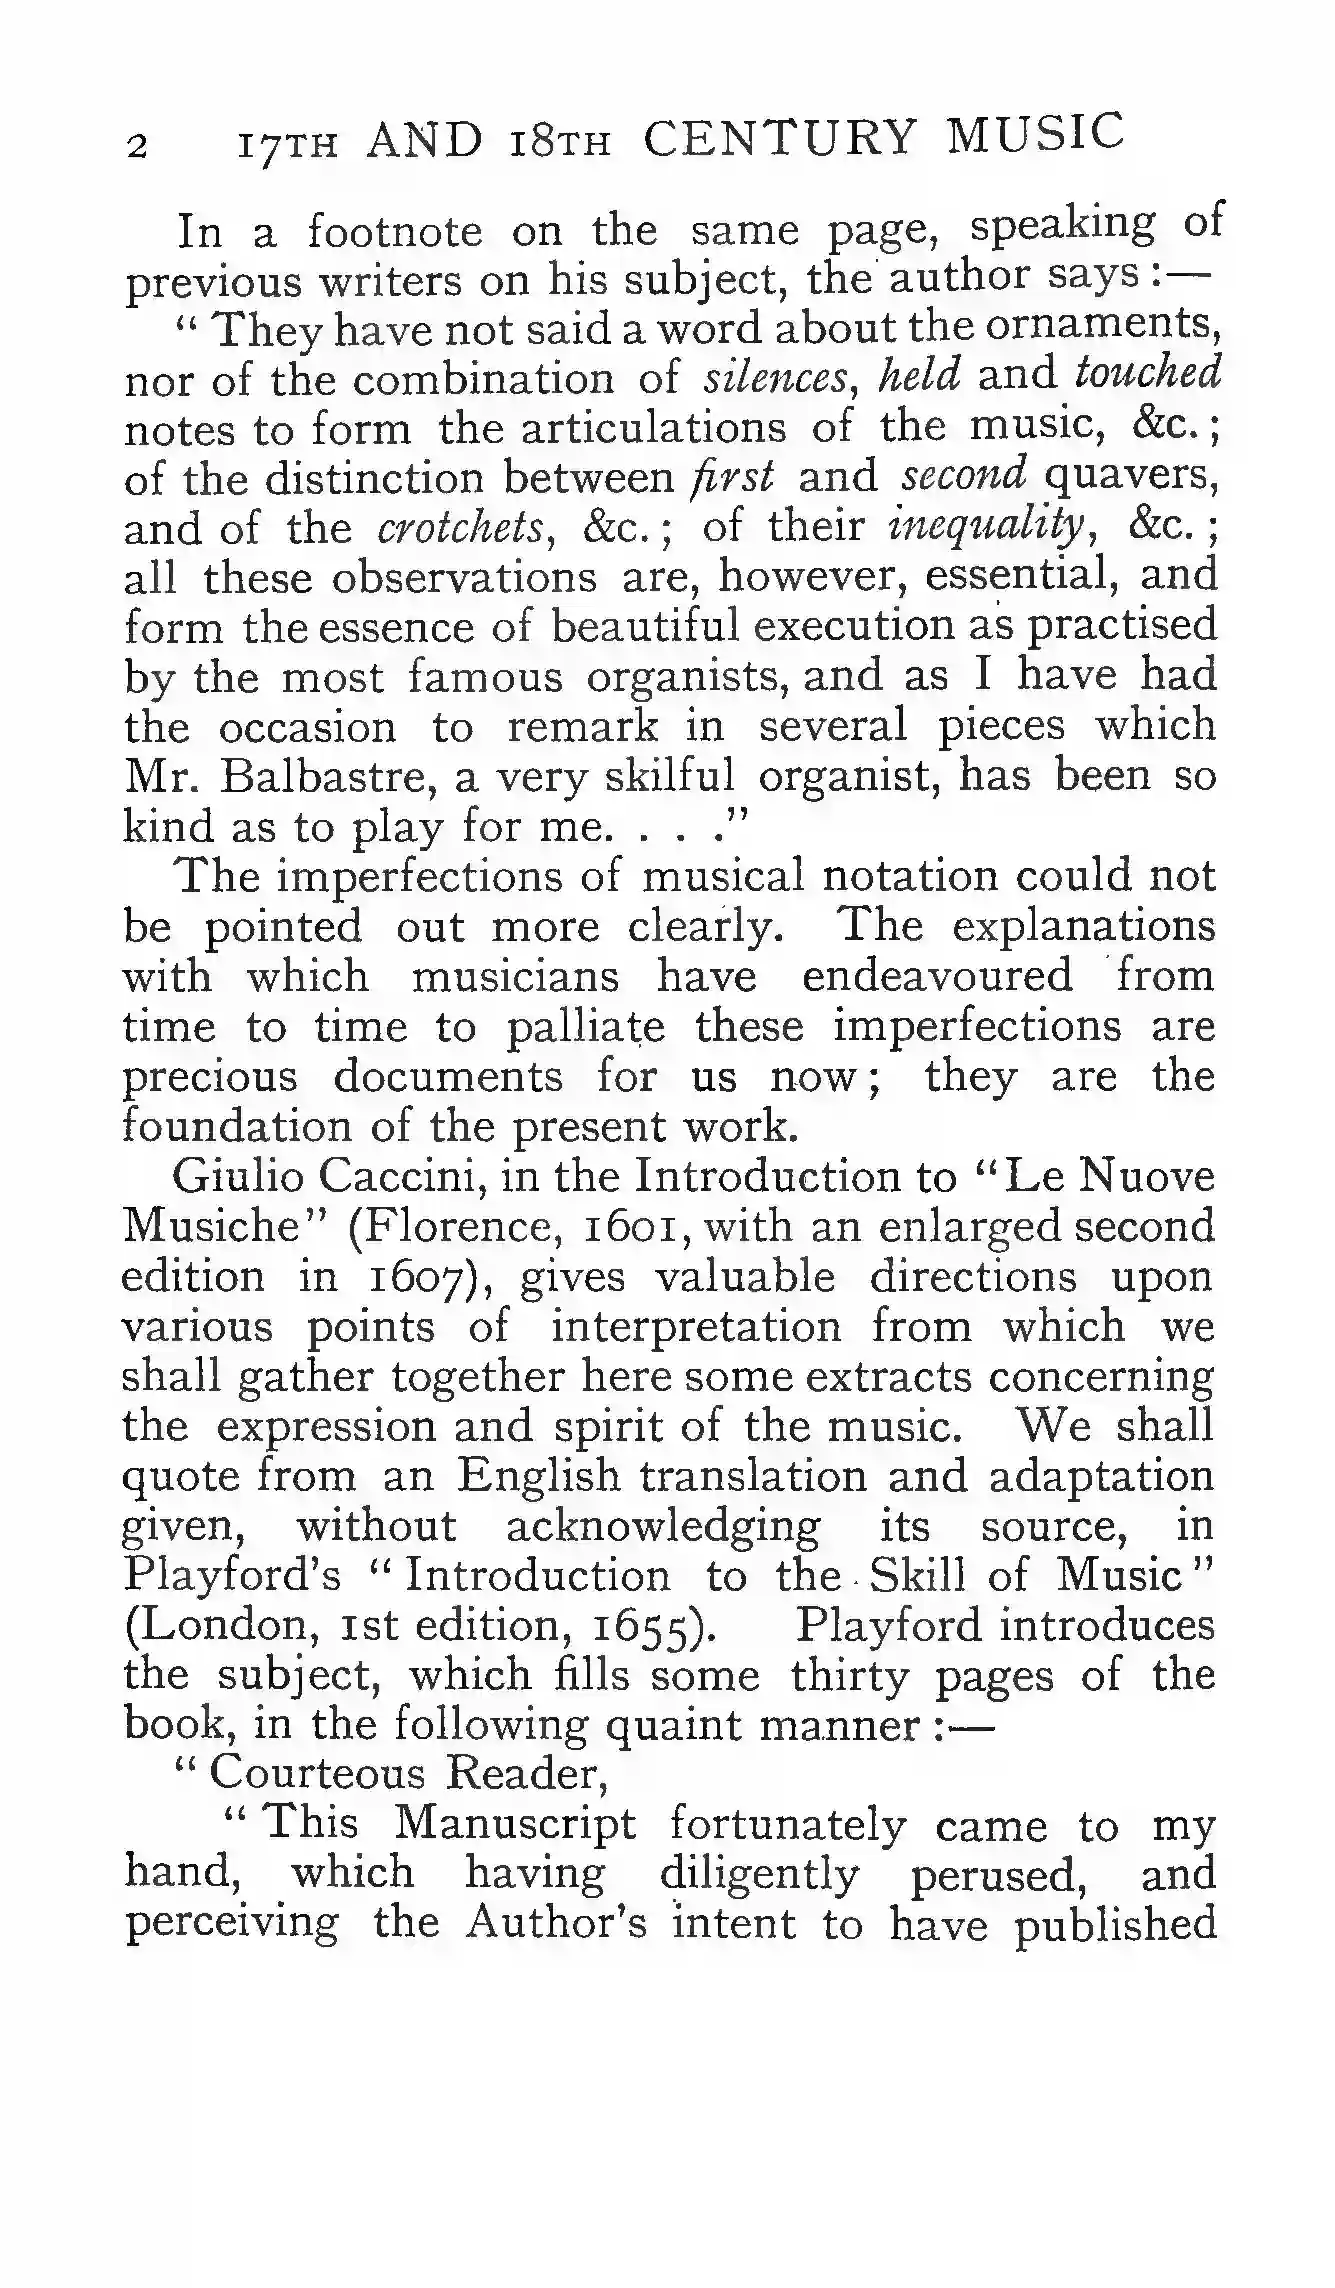 2 17TH AND 18TH CENTURY MUSIC
In a footnote on the same page, speaking of
previous writers on his subject, the author says :—
“ They have not said a word about the ornaments,
nor of the combination of silences, held and touched
notes to form the articulations of the music, &c. ;
of the distinction between first and second quavers,
and of the crotchets, &c. ; of their inequality, &c. ;
all these observations are, however, essential, and
form the essence of beautiful execution as practised
by the most famous organists, and as I have had
the occasion to remark in several pieces which
Mr. Balbastre, a very skilful organist, has been so
kind as to play for me. . . .”
The imperfections of musical notation could not
be pointed out more clearly. The explanations
with which musicians have endeavoured from
time to time to palliate these imperfections are
precious documents for us now ; they are the
foundation of the present work.
Giulio Caccini, in the Introduction to “Le Nuove
Musiche” (Florence, 1601, with an enlarged second
edition in 1607), gives valuable directions upon
various points of interpretation from which we
shall gather together here some extracts concerning
the expression and spirit of the music. We shall
quote from an English translation and adaptation
given, without acknowledging its source, in
Playford’s “ Introduction to the Skill of Music ”
(London, 1st edition, 1655). Playford introduces
the subject, which fills some thirty pages of the
book, in the following quaint manner :—
“ Courteous Reader,
“ This Manuscript fortunately came to my
hand, which having diligently perused, and
perceiving the Author’s intent to have published